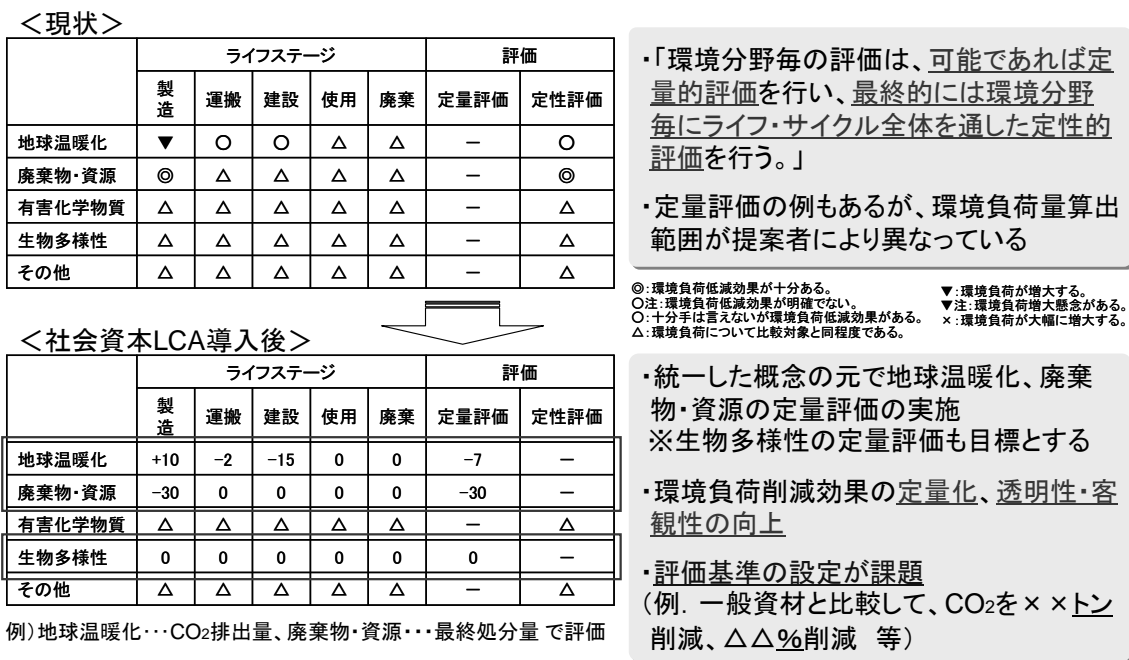 ＜現状＞
ライフステージ 評価
製造 運搬 建設 使用 廃棄 定量評価 定性評価
地球温暖化 ▼ ○ ○ △ △ － ○
廃棄物・資源 ◎ △ △ △ △ － ◎
有害化学物質 △ △ △ △ △ － △
生物多様性 △ △ △ △ △ － △
その他 △ △ △ △ △ － △
・「環境分野毎の評価は、可能であれば定
量的評価を行い、最終的には環境分野
毎にライフ・サイクル全体を通した定性的
評価を行う。」
・定量評価の例もあるが、環境負荷量算出
範囲が提案者により異なっている
◎：環境負荷低減効果が十分ある。
○注：環境負荷低減効果が明確でない。
○：十分手は言えないが環境負荷低減効果がある。
△：環境負荷について比較対象と同程度である。
▼：環境負荷が増大する。
▼注：環境負荷増大懸念がある。
×：環境負荷が大幅に増大する。
＜社会資本LCA導入後＞
ライフステージ 評価
製造 運搬 建設 使用 廃棄 定量評価 定性評価
地球温暖化 +10 -2 -15 0 0 -7 －
廃棄物・資源 -30 0 0 0 0 -30 －
有害化学物質 △ △ △ △ △ － △
生物多様性 0 0 0 0 0 0 －
その他 △ △ △ △ △ － △
例）地球温暖化・・・CO2排出量、廃棄物・資源・・・最終処分量 で評価
・統一した概念の元で地球温暖化、廃棄
物・資源の定量評価の実施
※生物多様性の定量評価も目標とする
・環境負荷削減効果の定量化、透明性・客
観性の向上
・評価基準の設定が課題
（例．一般資材と比較して、CO2を××トン
削減、△△%削減 等）